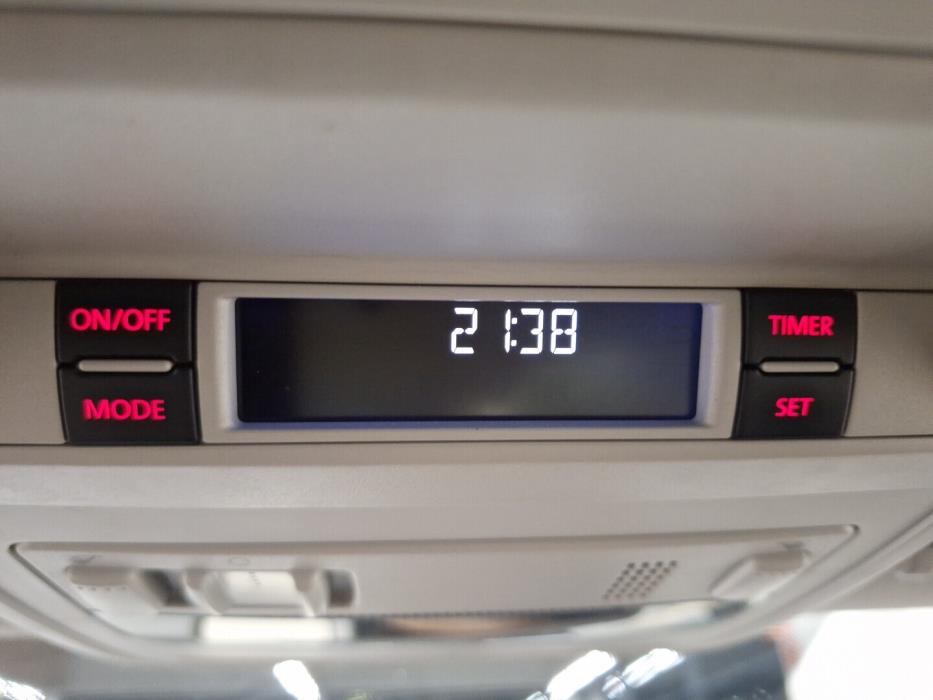 ON/OFF
21:38
TIMER
MODE
SET